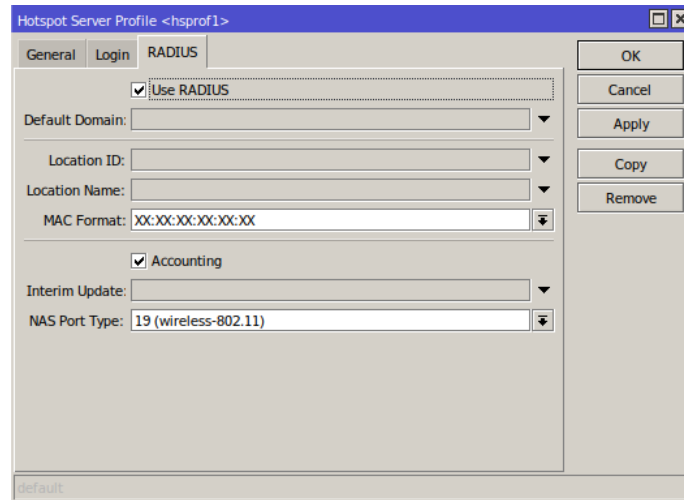 Hotspot Server Profile <hsprof1>
General Login RADIUS
OK
Use RADIUS
Cancel
Default Domain:
Apply
Location ID:
Copy
Location Name:
Remove
MAC Format: XX:XX:XX:XX:XX:XX
Accounting
Interim Update:
NAS Port Type: 19 (wireless-802.11)
default